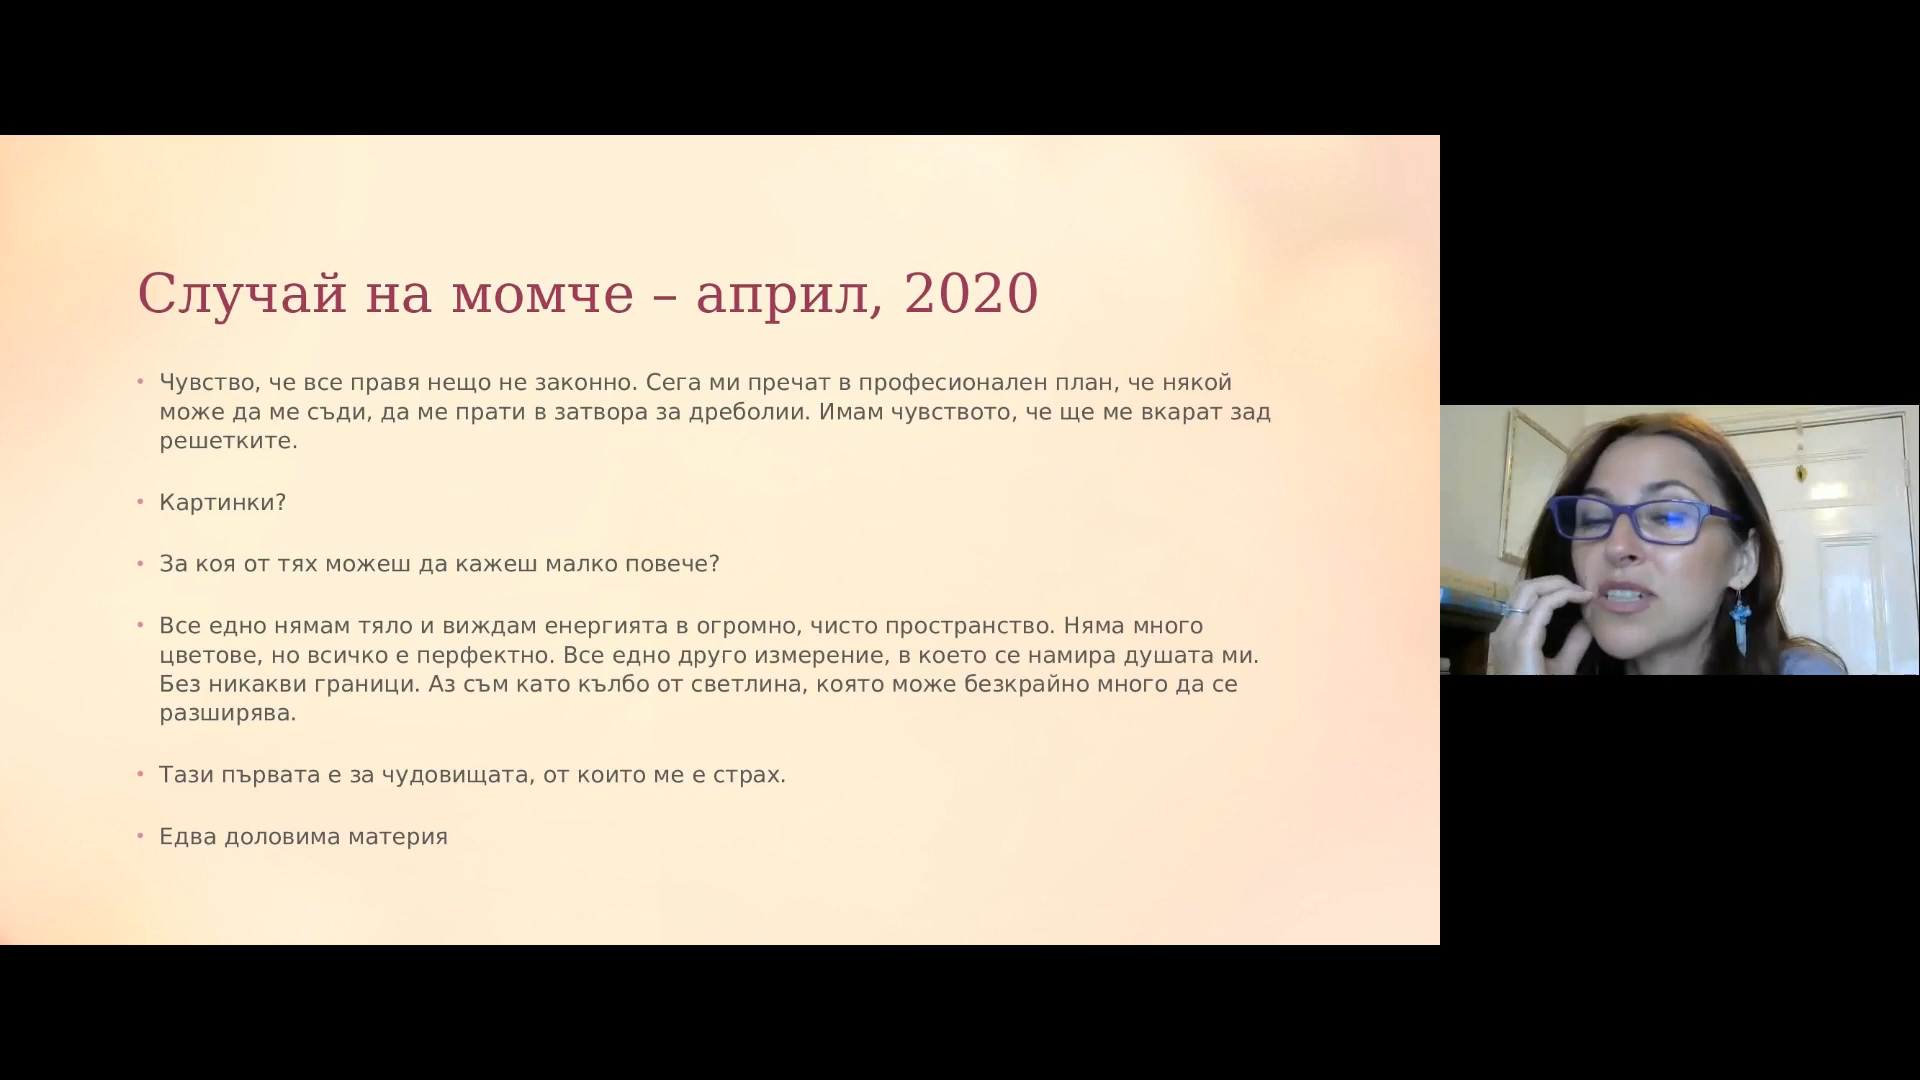 Случай на момче – април, 2020
• Чувство, че все правя нещо не законно. Сега ми пречат в професионален план, че някой
може да ме съди, да ме прати в затвора за дреболии. Имам чувството, че ще ме вкарат зад
решетките.
• Картинки?
• За коя от тях можеш да кажеш малко повече?
• Все едно нямам тяло и виждам енергията в огромно, чисто пространство. Няма много
цветове, но всичко е перфектно. Все едно друго измерение, в което се намира душата ми.
Без никакви граници. Аз съм като кълбо от светлина, която може безкрайно много да се
разширява.
• Тази първата е за чудовищата, от които ме е страх.
• Едва доловима материя